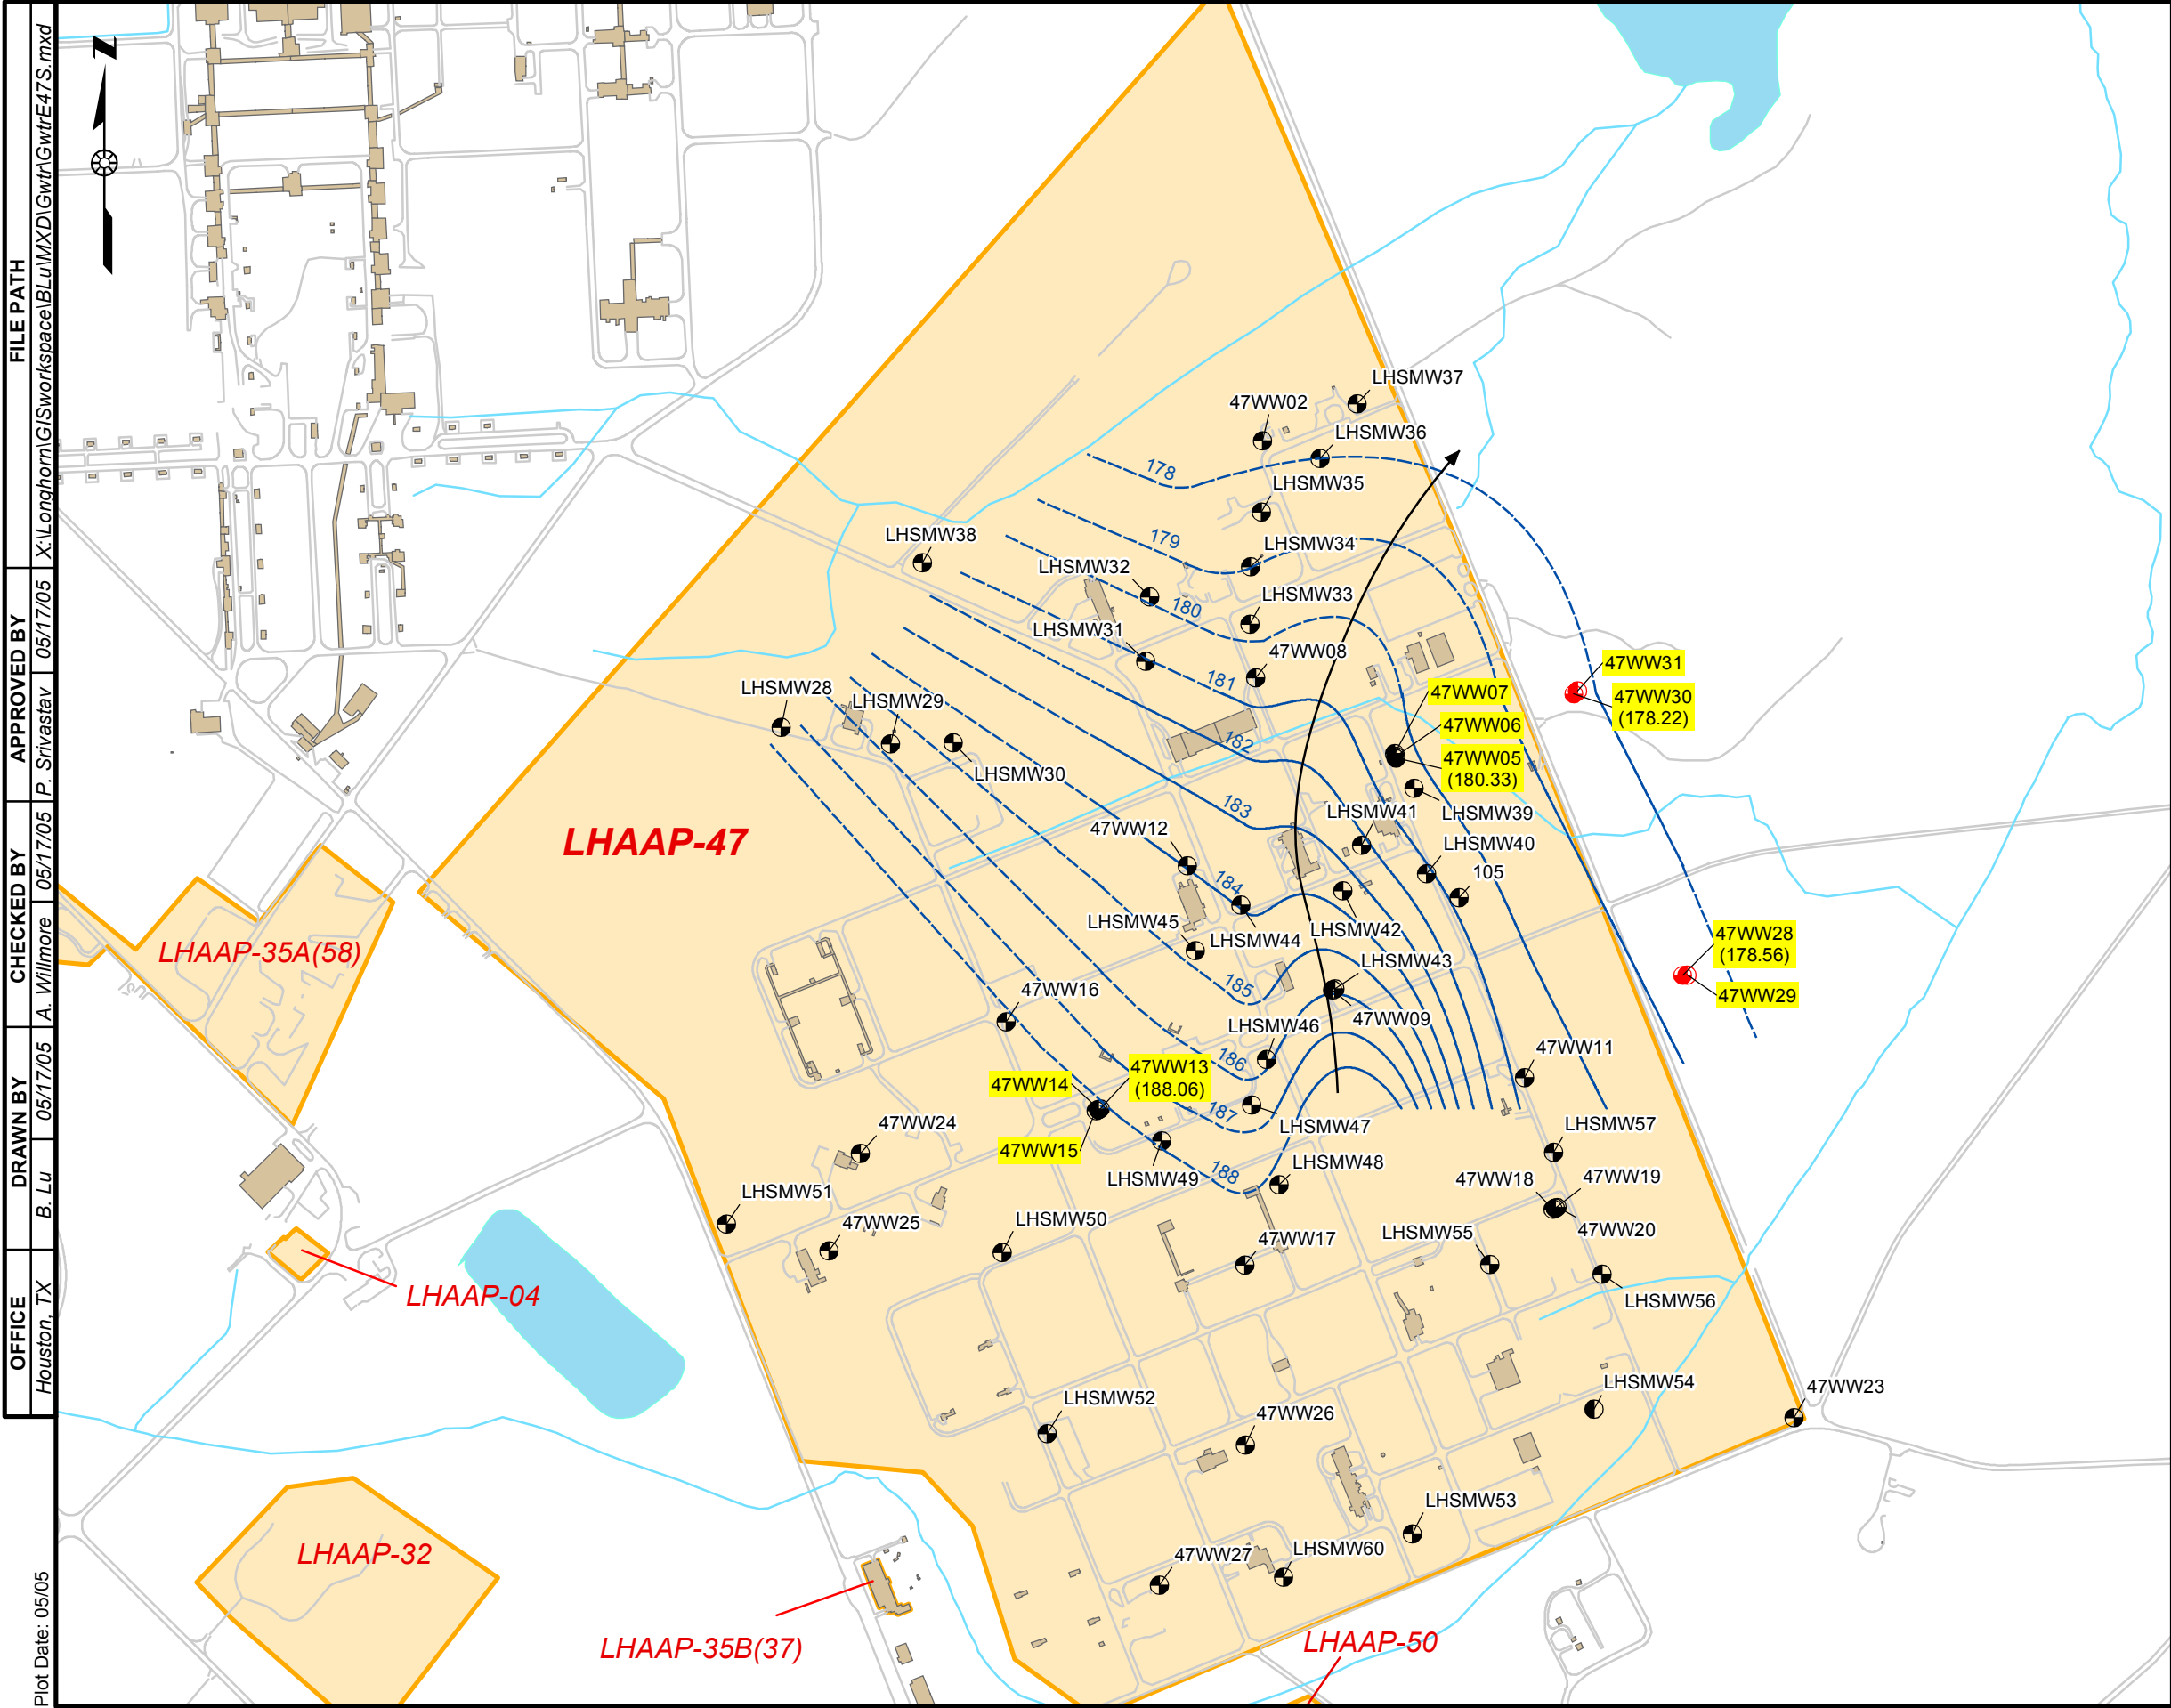 FILE PATH
X:\Longhorn\GISworkspace\BLu\MXD\Gwtr\GwtrE47S.mxd
APPROVED BY
P. Srivastav 05/17/05
CHECKED BY
A. Willmore 05/17/05
DRAWN BY
B. Lu 05/17/05
OFFICE
Houston, TX
Plot Date: 05/05
N
LHSMW37
47WW02
LHSMW36
178
LHSMW35
LHSMW38
179
LHSMW34
LHSMW32
180
LHSMW33
LHSMW31
47WW08
47WW31
181
LHSMW28
LHSMW29
47WW07
47WW30
(178.22)
47WW06
182
LHSMW30
47WW05
(180.33)
183
LHSMW41
LHSMW39
47WW12
LHAAP-47
LHSMW40
184
105
LHSMW45
LHSMW44
LHSMW42
47WW28
(178.56)
LHAAP-35A(58)
LHSMW43
185
47WW16
47WW29
47WW09
LHSMW46
186
47WW11
47WW14
47WW13
(188.06)
187
47WW24
LHSMW47
LHSMW57
47WW15
LHSMW49
188
LHSMW48
47WW18
47WW19
LHSMW51
47WW25
LHSMW50
47WW17
LHSMW55
47WW20
LHAAP-04
LHSMW56
LHSMW54
47WW23
LHSMW52
47WW26
LHSMW53
LHAAP-32
47WW27
LHSMW60
LHAAP-35B(37)
LHAAP-50